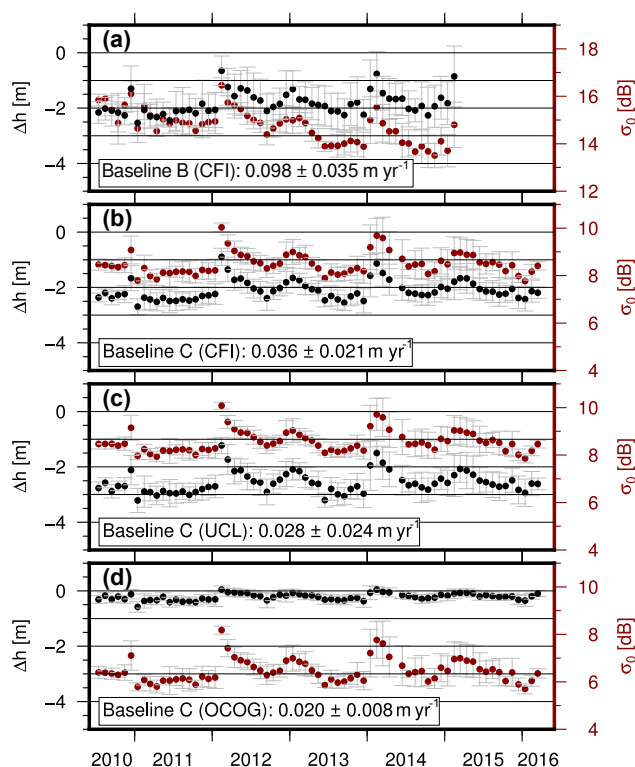 (a)
0
−2
−4
Δh [m]
18
16
14
12
σ0 [dB]
Baseline B (CFI): 0.098 ± 0.035 m yr-1
(b)
0
−2
−4
Δh [m]
10
8
6
4
σ0 [dB]
Baseline C (CFI): 0.036 ± 0.021 m yr-1
(c)
0
−2
−4
Δh [m]
10
8
6
4
σ0 [dB]
Baseline C (UCL): 0.028 ± 0.024 m yr-1
(d)
0
−2
−4
Δh [m]
10
8
6
4
σ0 [dB]
Baseline C (OCOG): 0.020 ± 0.008 m yr-1
2010 2011 2012 2013 2014 2015 2016